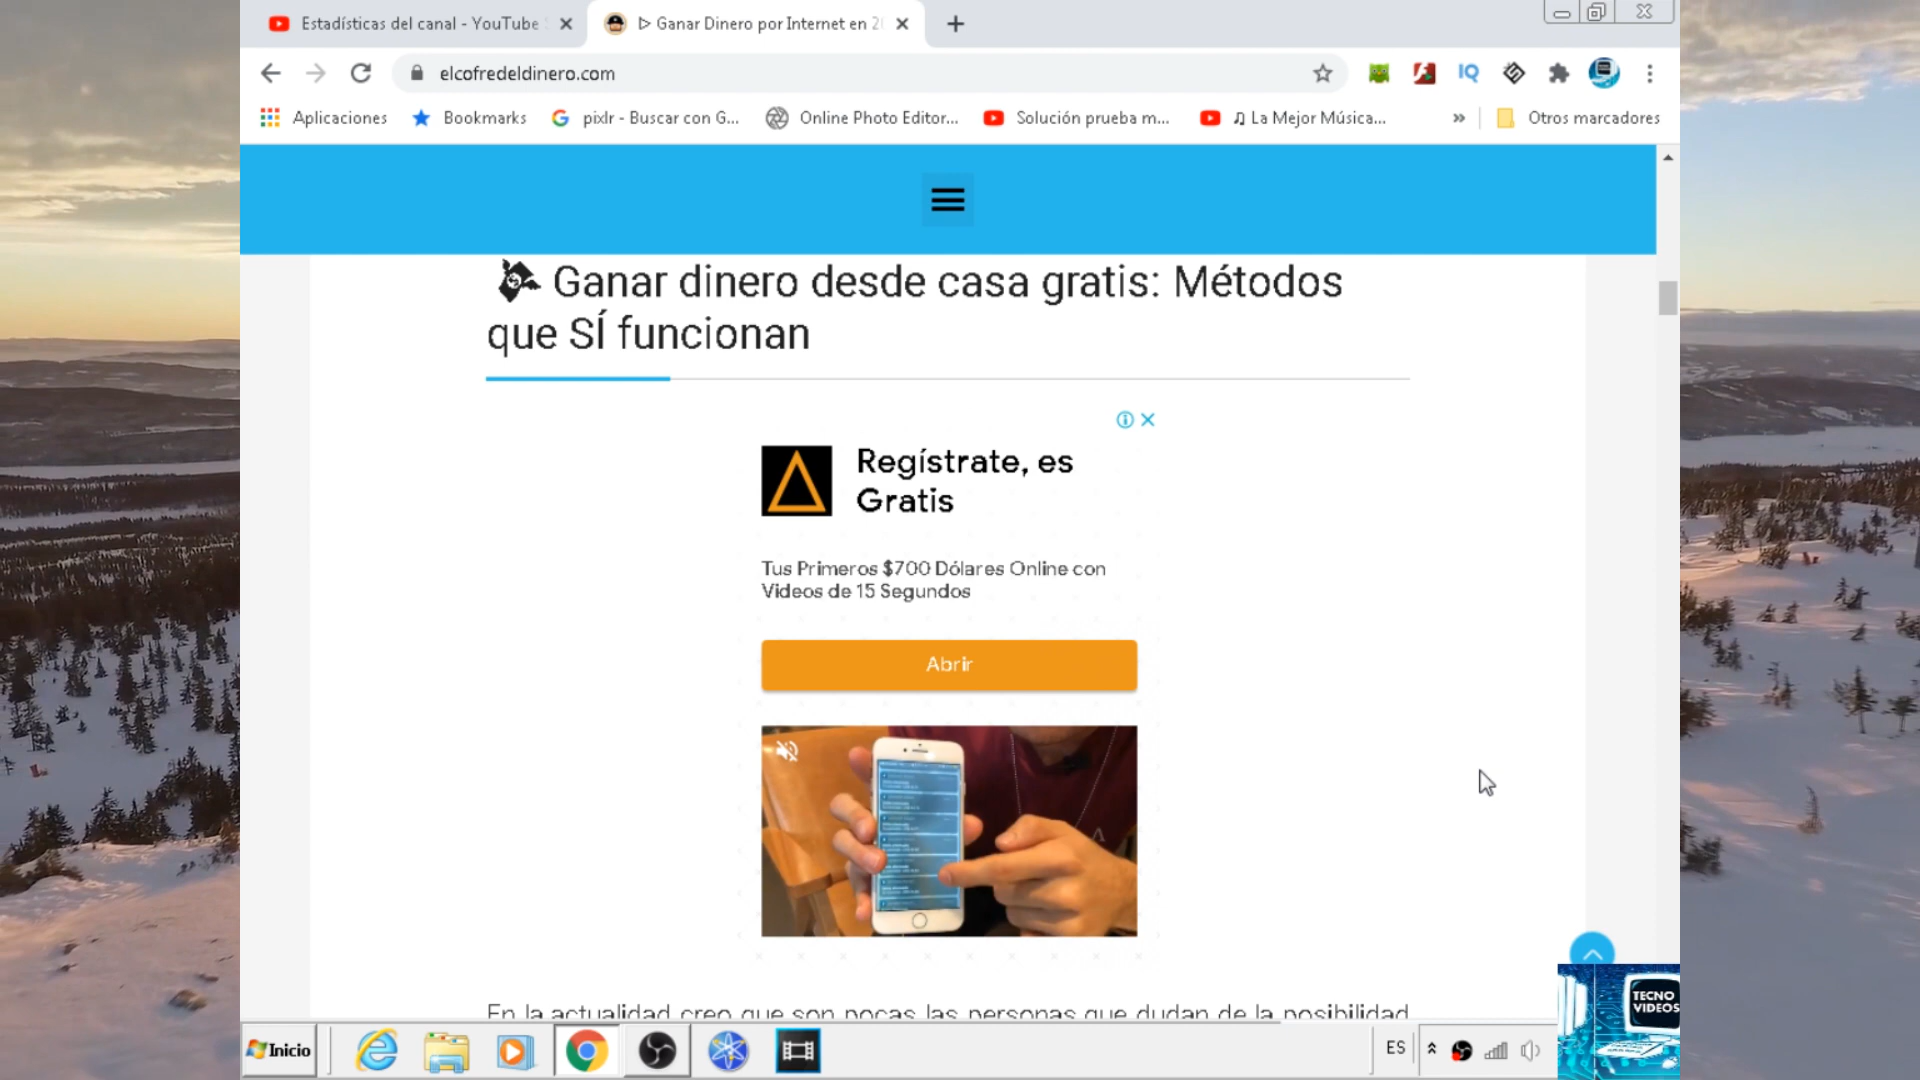 Estadísticas del canal - YouTube
▷ Ganar Dinero por Internet en 2
elcofredeldinero.com
Aplicaciones
Bookmarks
pixlr - Buscar con G...
Online Photo Editor...
Solución prueba m...
♫ La Mejor Música...
»
Otros marcadores
Ganar dinero desde casa gratis: Métodos
que SÍ funcionan
Regístrate, es
Gratis
Tus Primeros $700 Dólares Online con
Videos de 15 Segundos
Abrir
En la actualidad creo que son pocas las personas que dudan de la posibilidad
TECNO
VIDEOS
Inicio
ES